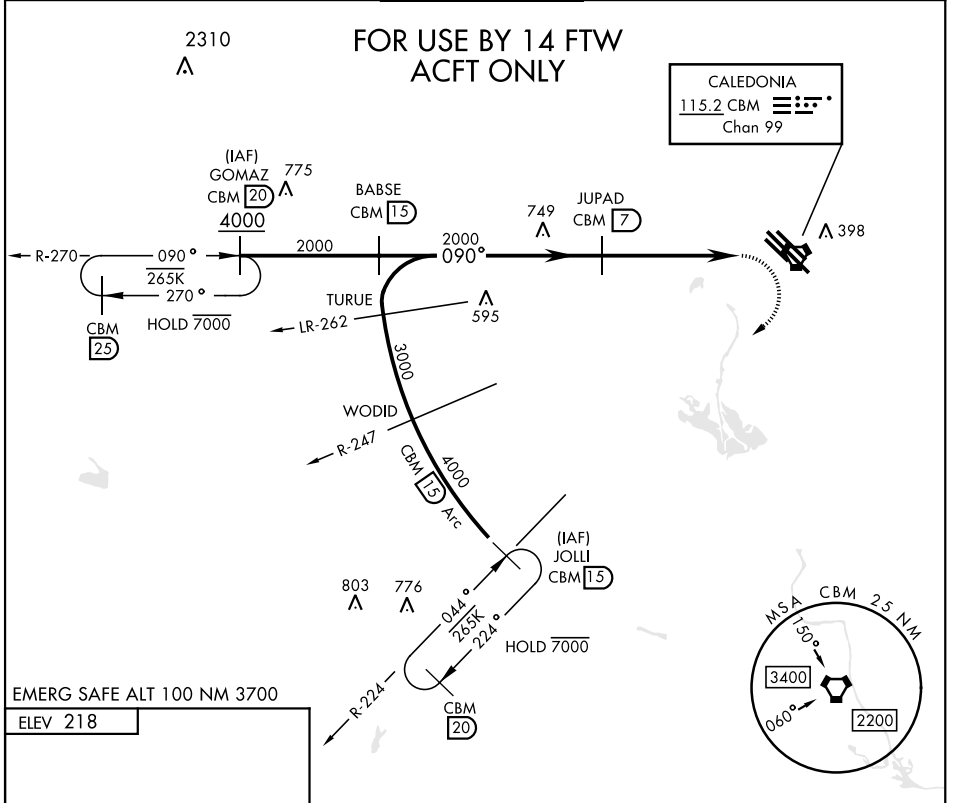 2310
FOR USE BY 14 FTW
ACFT ONLY
CALEDONIA
115.2 CBM
Chan 99
(IAF)
GOMAZ
CBM 20
4000
775
BABSE
CBM 15
749
JUPAD
CBM 7
398
R-270
090°
265K
270°
HOLD 7000
CBM
25
2000
2000
090°
TURUE
LR-262
595
3000
WODID
R-247
CBM 15 Arc
4000
(IAF)
JOLLI
CBM 15
803
776
044°
265K
224°
HOLD 7000
R-224
CBM
20
MSA CBM 25 NM
150°
3400
060°
2200
EMERG SAFE ALT 100 NM 3700
ELEV 218